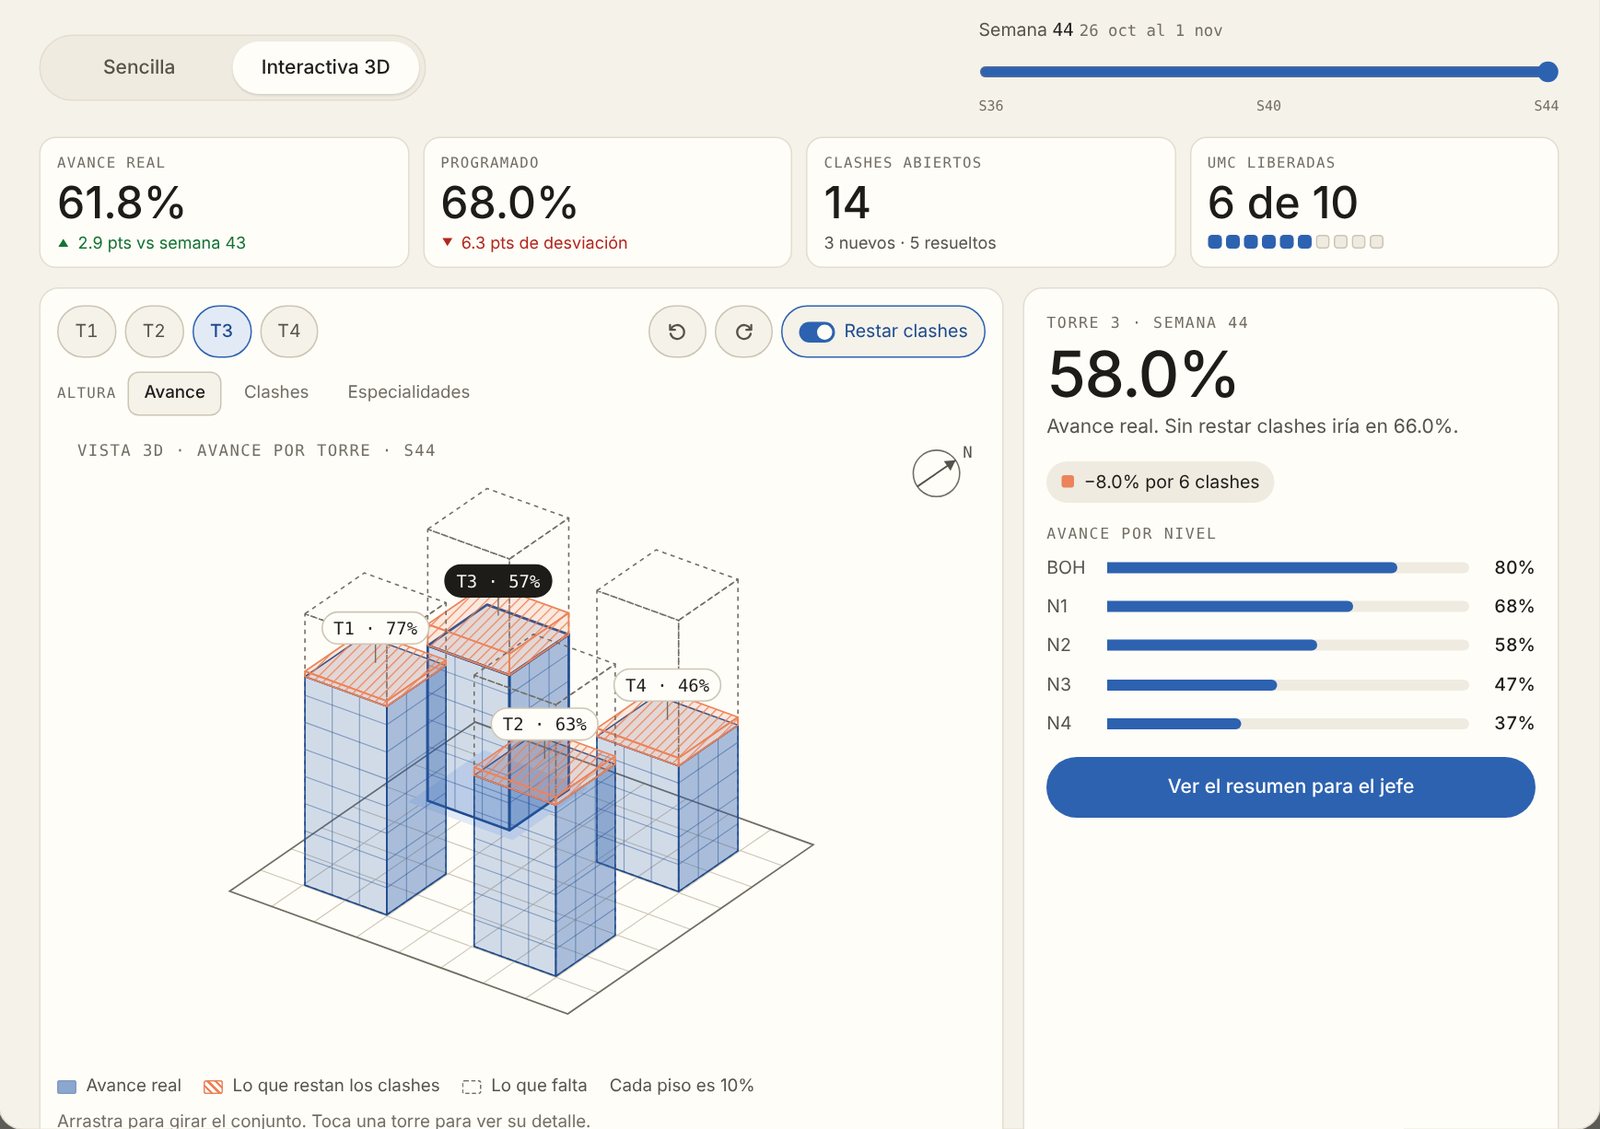 Sencilla
Interactiva 3D
Semana 44 26 oct al 1 nov
S36
S40
S44
AVANCE REAL
61.8%
▲ 2.9 pts vs semana 43
PROGRAMADO
68.0%
▼ 6.3 pts de desviación
CLASHES ABIERTOS
14
3 nuevos · 5 resueltos
UMC LIBERADAS
6 de 10
T1
T2
T3
T4
Restar clashes
ALTURA
Avance
Clashes
Especialidades
VISTA 3D · AVANCE POR TORRE · S44
N
T3 · 57%
T1 · 77%
T4 · 46%
T2 · 63%
Avance real
Lo que restan los clashes
Lo que falta
Cada piso es 10%
Arrastra para girar el conjunto. Toca una torre para ver su detalle.
TORRE 3 · SEMANA 44
58.0%
Avance real. Sin restar clashes iría en 66.0%.
−8.0% por 6 clashes
AVANCE POR NIVEL
BOH 80%
N1 68%
N2 58%
N3 47%
N4 37%
Ver el resumen para el jefe